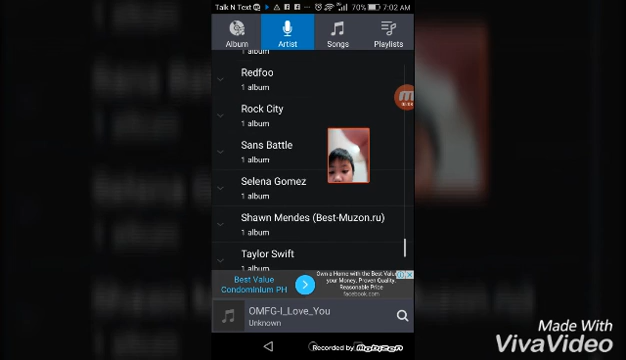 Talk N Text
70% 7:02 AM
Album
Artist
Songs
Playlists
1 album
Redfoo
1 album
Rock City
1 album
Sans Battle
1 album
Selena Gomez
1 album
Shawn Mendes (Best-Muzon.ru)
1 album
Taylor Swift
1 album
Best Value
Condominium PH
Own a Home with the Best Value
your Money, Proven Quality.
Reasonable Price
facebook.com
OMFG-I_Love_You
Unknown
Recorded by Mobizen
Made With
VivaVideo